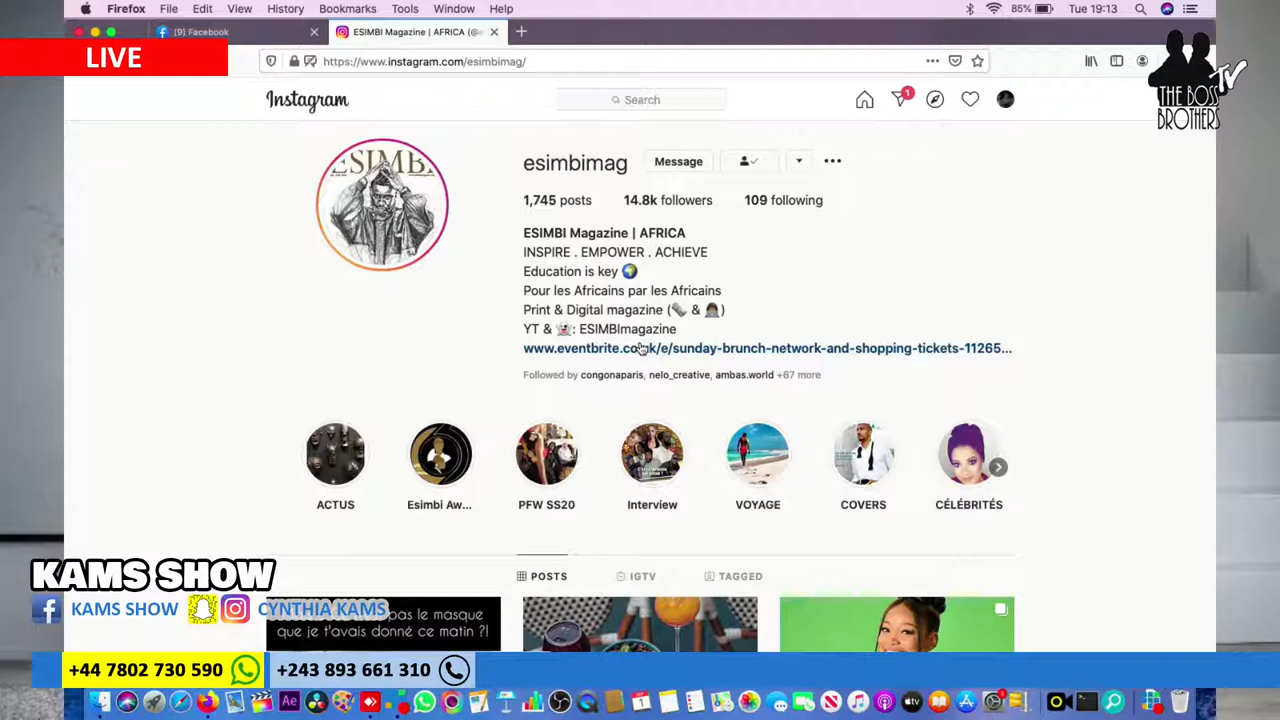 Firefox File Edit View History Bookmarks Tools Window Help 85% Tue 19:13
(9) Facebook
ESIMBI Magazine | AFRICA (@e
LIVE
https://www.instagram.com/esimbimag/
THE BOSS BROTHERS TV
Instagram
Search
1
ESIMBI
esimbimag
Message
1,745 posts 14.8k followers 109 following
ESIMBI Magazine | AFRICA
INSPIRE . EMPOWER . ACHIEVE
Education is key
Pour les Africains par les Africains
Print & Digital magazine ( & )
YT & : ESIMBImagazine
www.eventbrite.co.uk/e/sunday-brunch-network-and-shopping-tickets-11265...
Followed by congonaparis, nelo_creative, ambas.world +67 more
ACTUS Esimbi Aw... PFW SS20 Interview VOYAGE COVERS CÉLÉBRITÉS
POSTS IGTV TAGGED
KAMS SHOW
KAMS SHOW CYNTHIA KAMS
pas le masque
que je t'avais donné ce matin ?!
+44 7802 730 590 +243 893 661 310